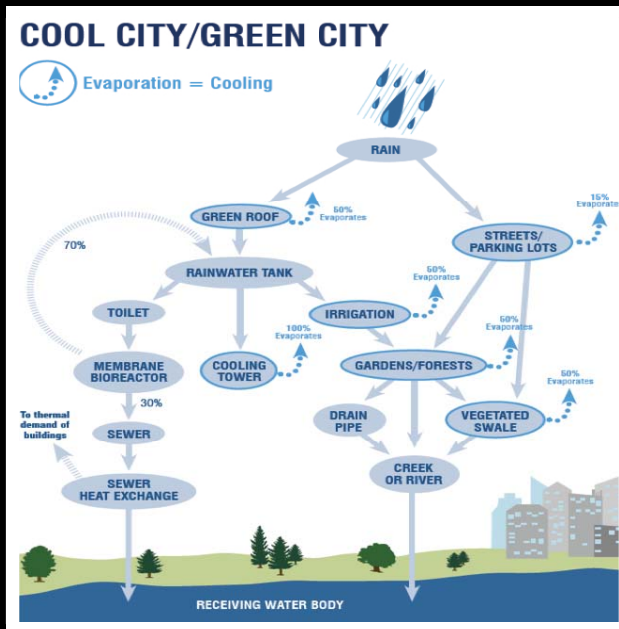 COOL CITY/GREEN CITY
Evaporation = Cooling
RAIN
15%
Evaporates
GREEN ROOF
50%
Evaporates
STREETS/
PARKING LOTS
70%
RAINWATER TANK
50%
Evaporates
TOILET
IRRIGATION
100%
Evaporates
50%
Evaporates
MEMBRANE
BIOREACTOR
COOLING
TOWER
GARDENS/FORESTS
50%
Evaporates
30%
To thermal
demand of
buildings
SEWER
DRAIN
PIPE
VEGETATED
SWALE
SEWER
HEAT EXCHANGE
CREEK
OR RIVER
RECEIVING WATER BODY